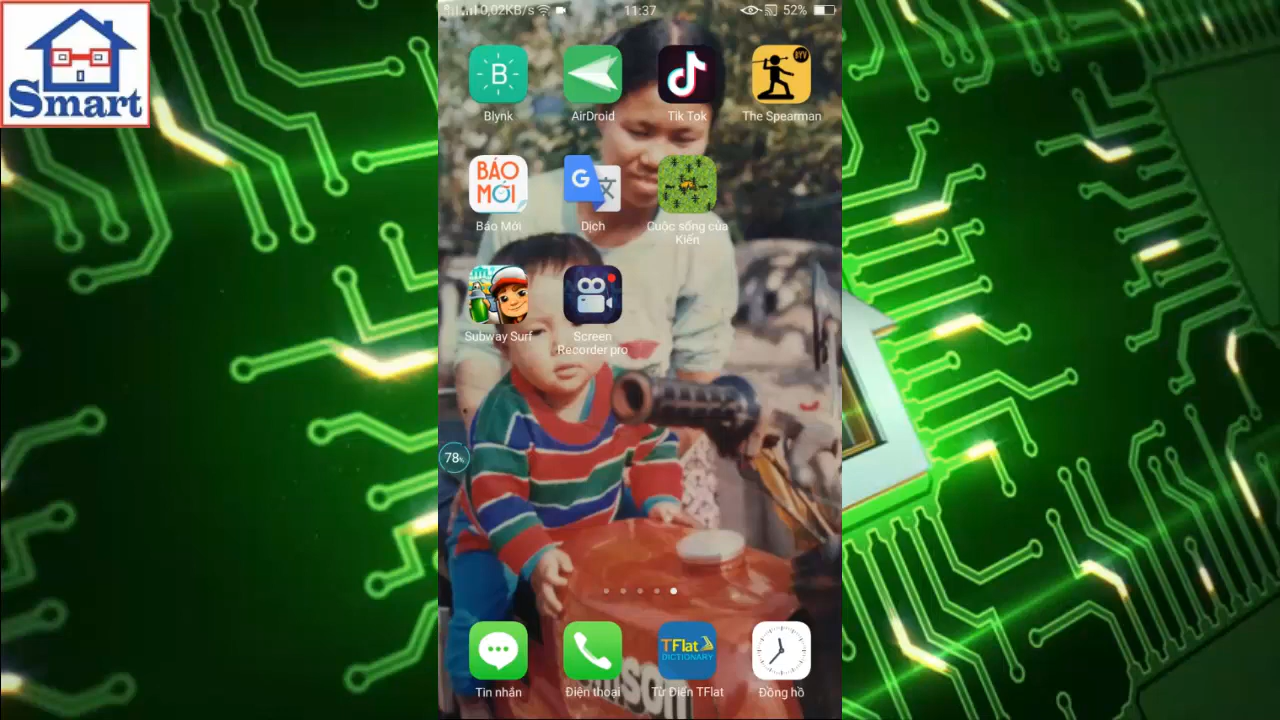 Smart
0,02KB/s
11:37
52%
B
Blynk
AirDroid
Tik Tok
BYV
The Spearman
BÁO
MỚI
Báo Mới
G
Dịch
Cuộc sống của
Kiến
Subway Surf
Screen
Recorder pro
78%
Tin nhắn
Điện thoại
TFlat
DICTIONARY
Từ Điển TFlat
Đồng hồ